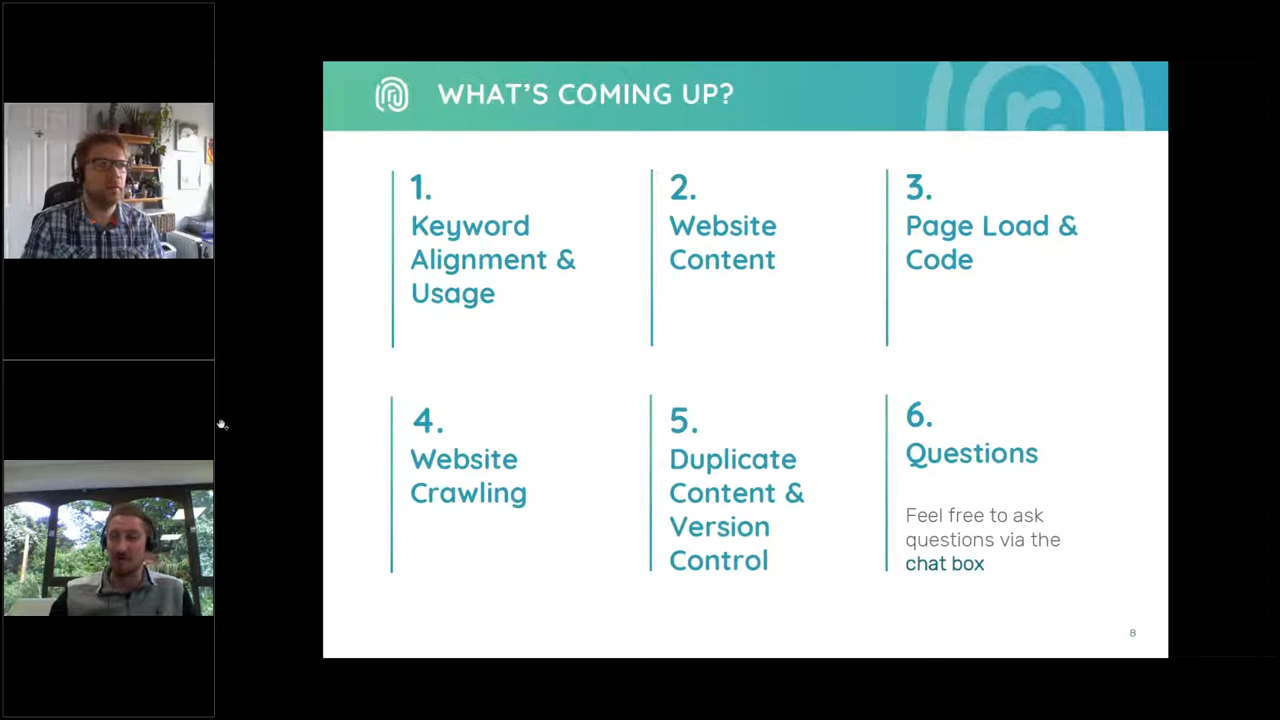 WHAT'S COMING UP?
1.
Keyword
Alignment &
Usage
2.
Website
Content
3.
Page Load &
Code
4.
Website
Crawling
5.
Duplicate
Content &
Version
Control
6.
Questions
Feel free to ask
questions via the
chat box
8